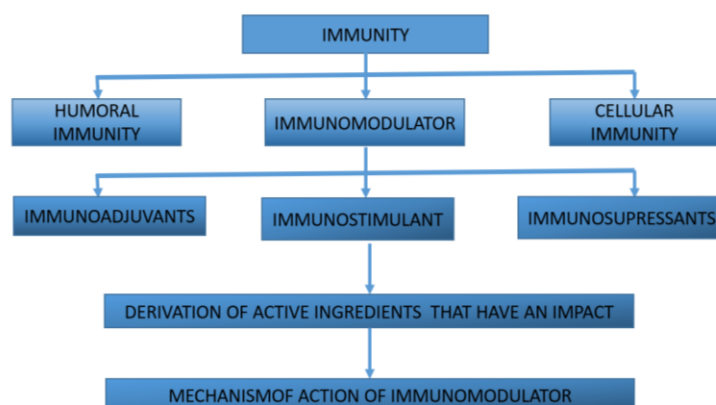 IMMUNITY
HUMORAL
IMMUNITY
IMMUNOMODULATOR
CELLULAR
IMMUNITY
IMMUNOADJUVANTS
IMMUNOSTIMULANT
IMMUNOSUPRESSANTS
DERIVATION OF ACTIVE INGREDIENTS THAT HAVE AN IMPACT
MECHANISMOF ACTION OF IMMUNOMODULATOR